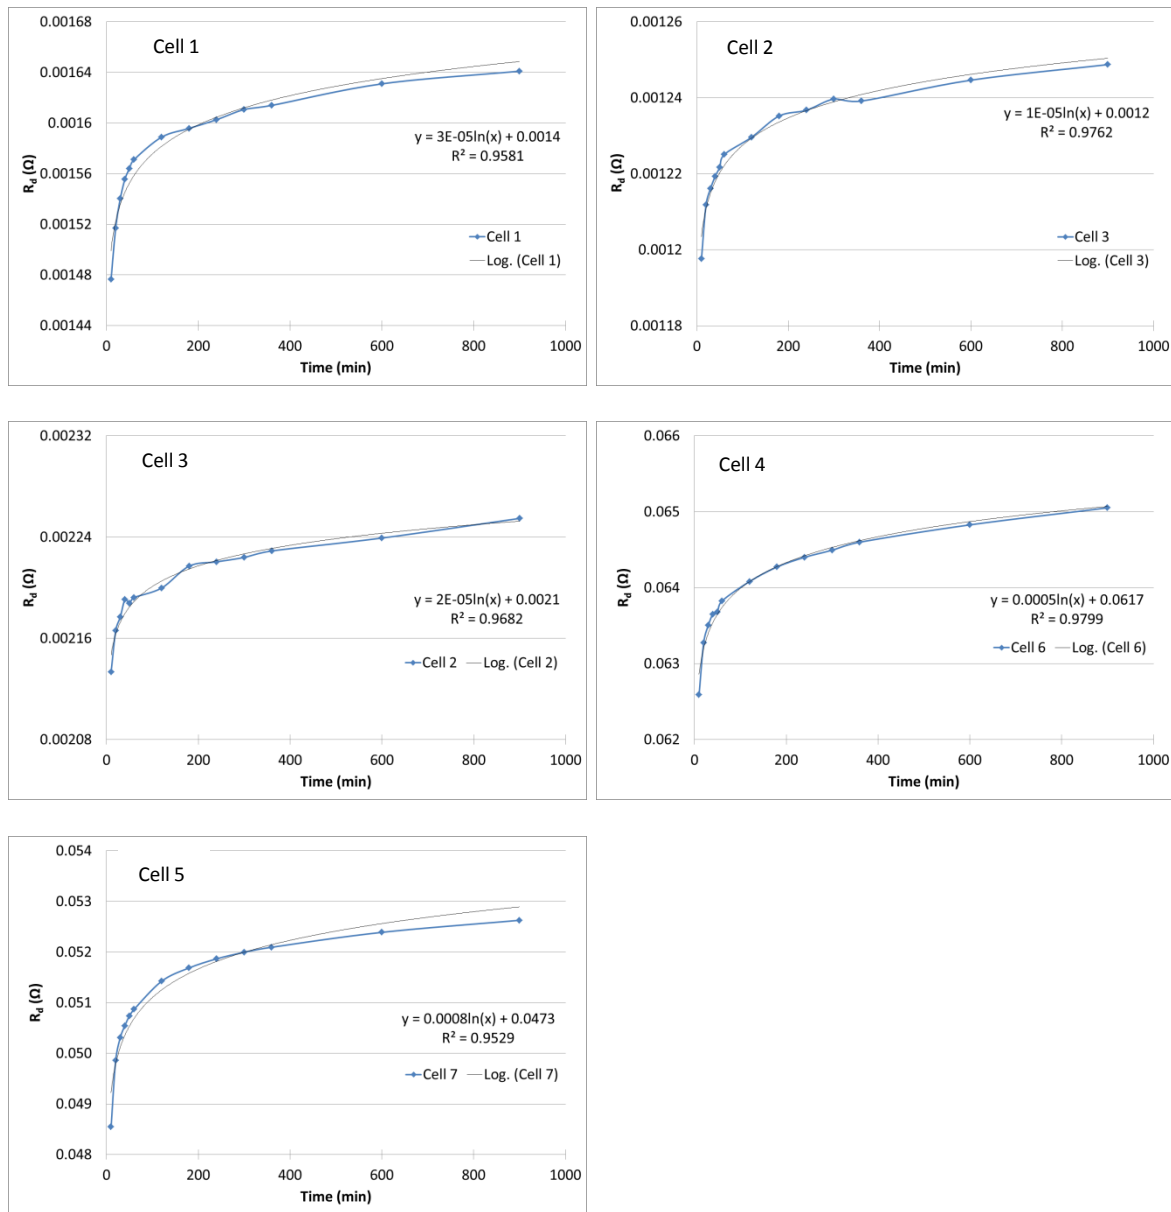 Cell 1
0.00168
0.00164
0.0016
0.00156
0.00152
0.00148
0.00144
R_d (Ω)
y = 3E-05ln(x) + 0.0014
R² = 0.9581
Cell 1
Log. (Cell 1)
0 200 400 600 800 1000
Time (min)
Cell 2
0.00126
0.00124
0.00122
0.0012
0.00118
R_d (Ω)
y = 1E-05ln(x) + 0.0012
R² = 0.9762
Cell 3
Log. (Cell 3)
0 200 400 600 800 1000
Time (min)
Cell 3
0.00232
0.00224
0.00216
0.00208
R_d (Ω)
y = 2E-05ln(x) + 0.0021
R² = 0.9682
Cell 2 Log. (Cell 2)
0 200 400 600 800 1000
Time (min)
Cell 4
0.066
0.065
0.064
0.063
0.062
R_d (Ω)
y = 0.0005ln(x) + 0.0617
R² = 0.9799
Cell 6 Log. (Cell 6)
0 200 400 600 800 1000
Time (min)
Cell 5
0.054
0.053
0.052
0.051
0.050
0.049
0.048
R_d (Ω)
y = 0.0008ln(x) + 0.0473
R² = 0.9529
Cell 7 Log. (Cell 7)
0 200 400 600 800 1000
Time (min)